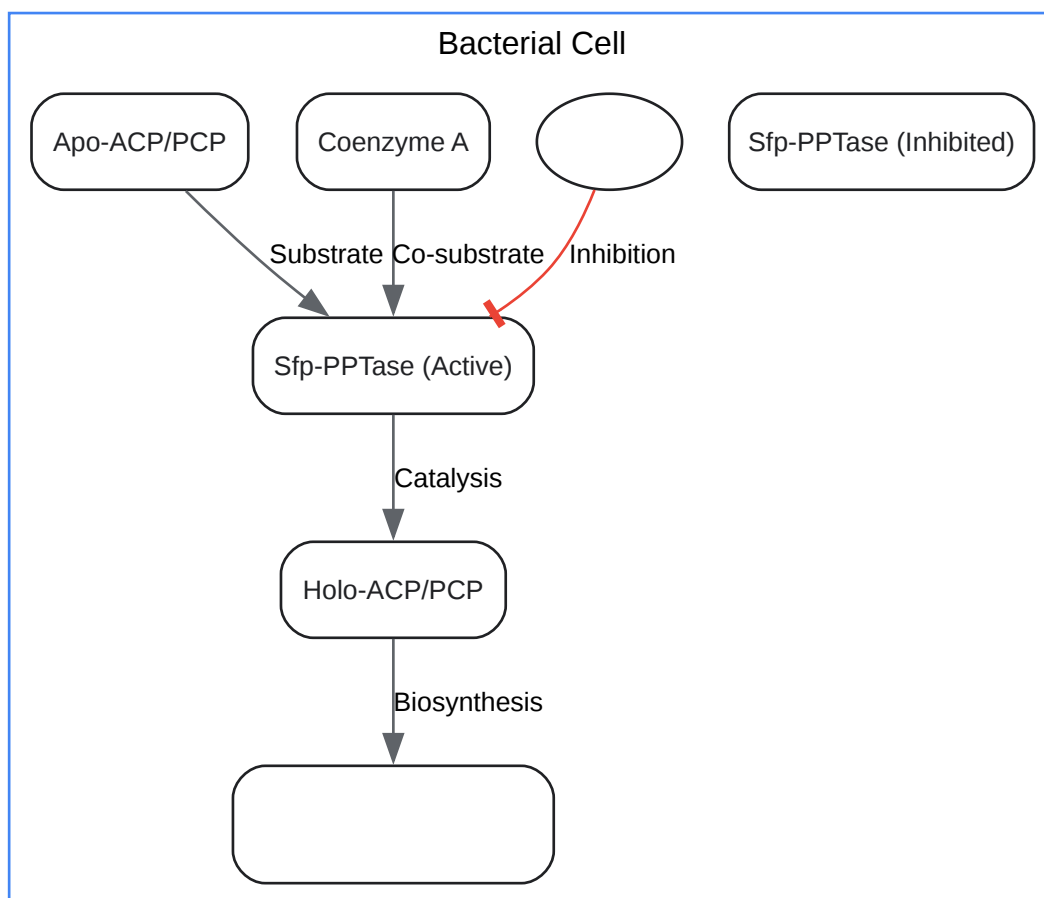 Bacterial Cell
Apo-ACP/PCP
Coenzyme A
Sfp-PPTase (Inhibited)
Substrate
Co-substrate
Inhibition
Sfp-PPTase (Active)
Catalysis
Holo-ACP/PCP
Biosynthesis